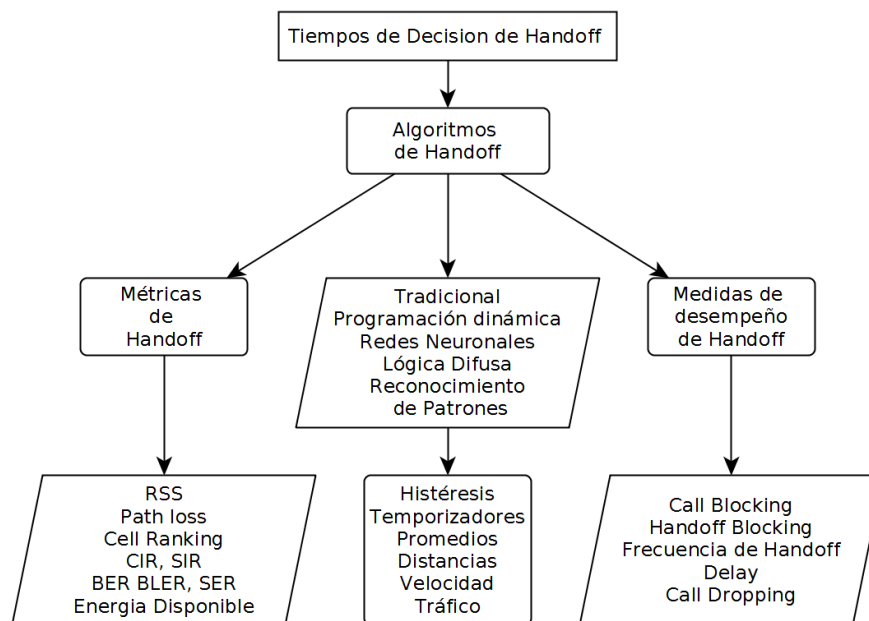 Tiempos de Decision de Handoff
Algoritmos
de Handoff
Métricas
de
Handoff
Tradicional
Programación dinámica
Redes Neuronales
Lógica Difusa
Reconocimiento
de Patrones
Medidas de
desempeño
de Handoff
RSS
Path loss
Cell Ranking
CIR, SIR
BER BLER, SER
Energia Disponible
Histéresis
Temporizadores
Promedios
Distancias
Velocidad
Tráfico
Call Blocking
Handoff Blocking
Frecuencia de Handoff
Delay
Call Dropping